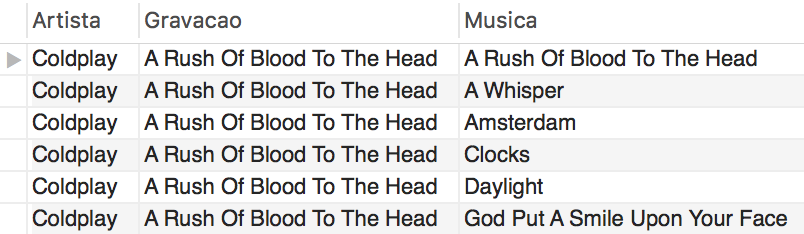 Artista Gravacao Musica
Coldplay A Rush Of Blood To The Head A Rush Of Blood To The Head
Coldplay A Rush Of Blood To The Head A Whisper
Coldplay A Rush Of Blood To The Head Amsterdam
Coldplay A Rush Of Blood To The Head Clocks
Coldplay A Rush Of Blood To The Head Daylight
Coldplay A Rush Of Blood To The Head God Put A Smile Upon Your Face